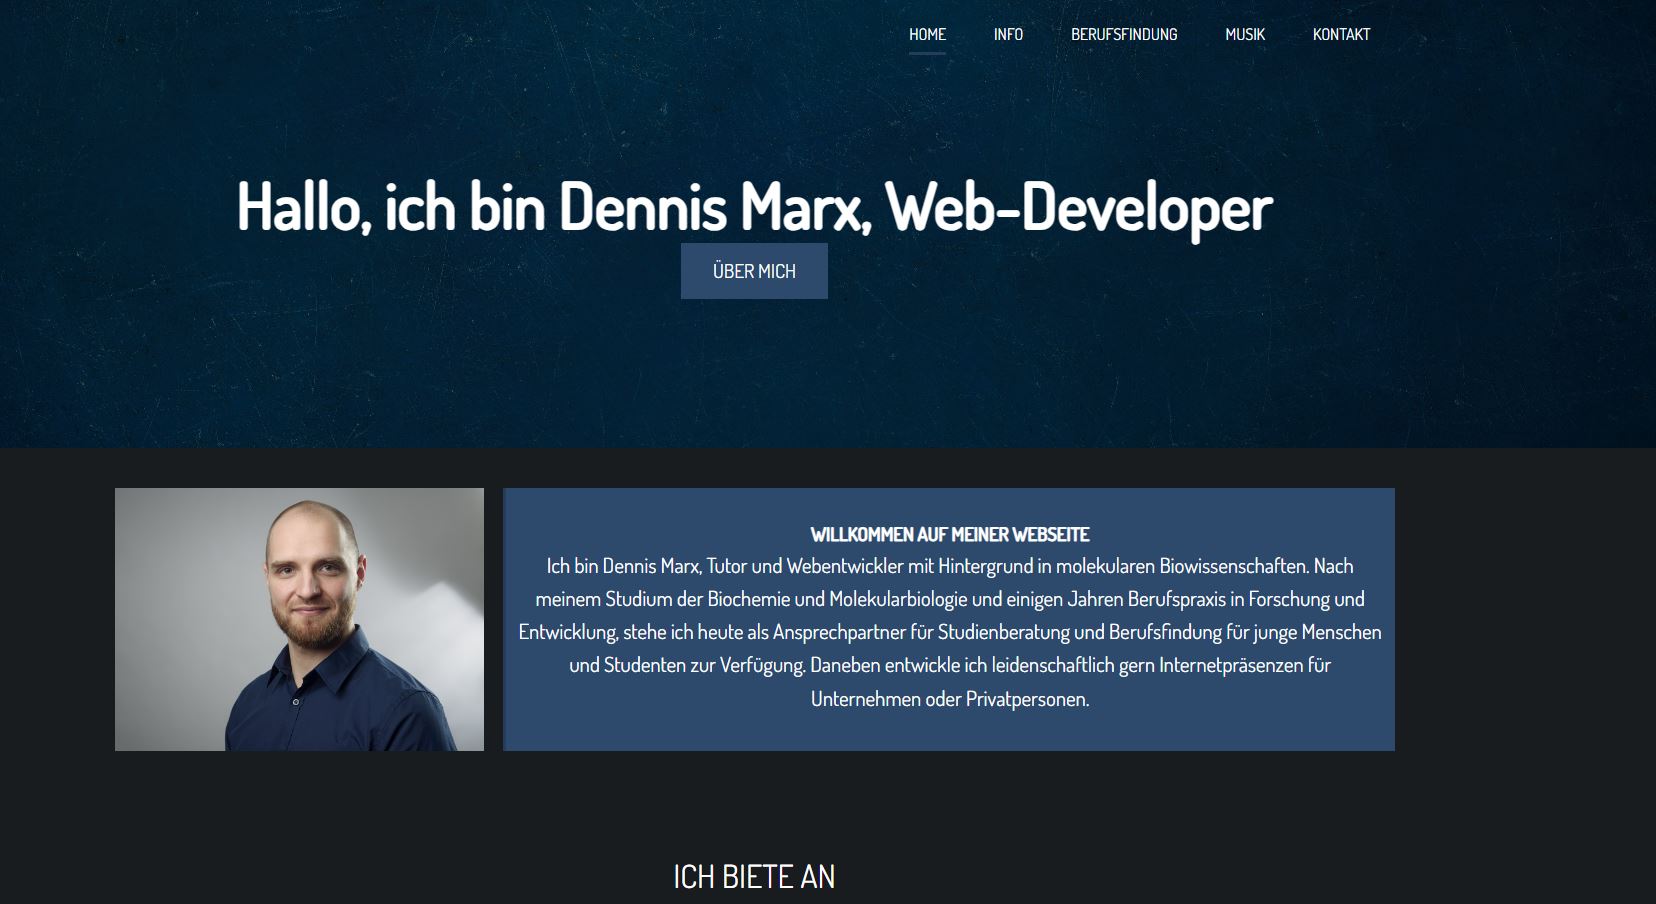 HOME INFO BERUFSFINDUNG MUSIK KONTAKT
Hallo, ich bin Dennis Marx, Web-Developer
ÜBER MICH
WILLKOMMEN AUF MEINER WEBSEITE
Ich bin Dennis Marx, Tutor und Webentwickler mit Hintergrund in molekularen Biowissenschaften. Nach
meinem Studium der Biochemie und Molekularbiologie und einigen Jahren Berufspraxis in Forschung und
Entwicklung, stehe ich heute als Ansprechpartner für Studienberatung und Berufsfindung für junge Menschen
und Studenten zur Verfügung. Daneben entwickle ich leidenschaftlich gern Internetpräsenzen für
Unternehmen oder Privatpersonen.
ICH BIETE AN